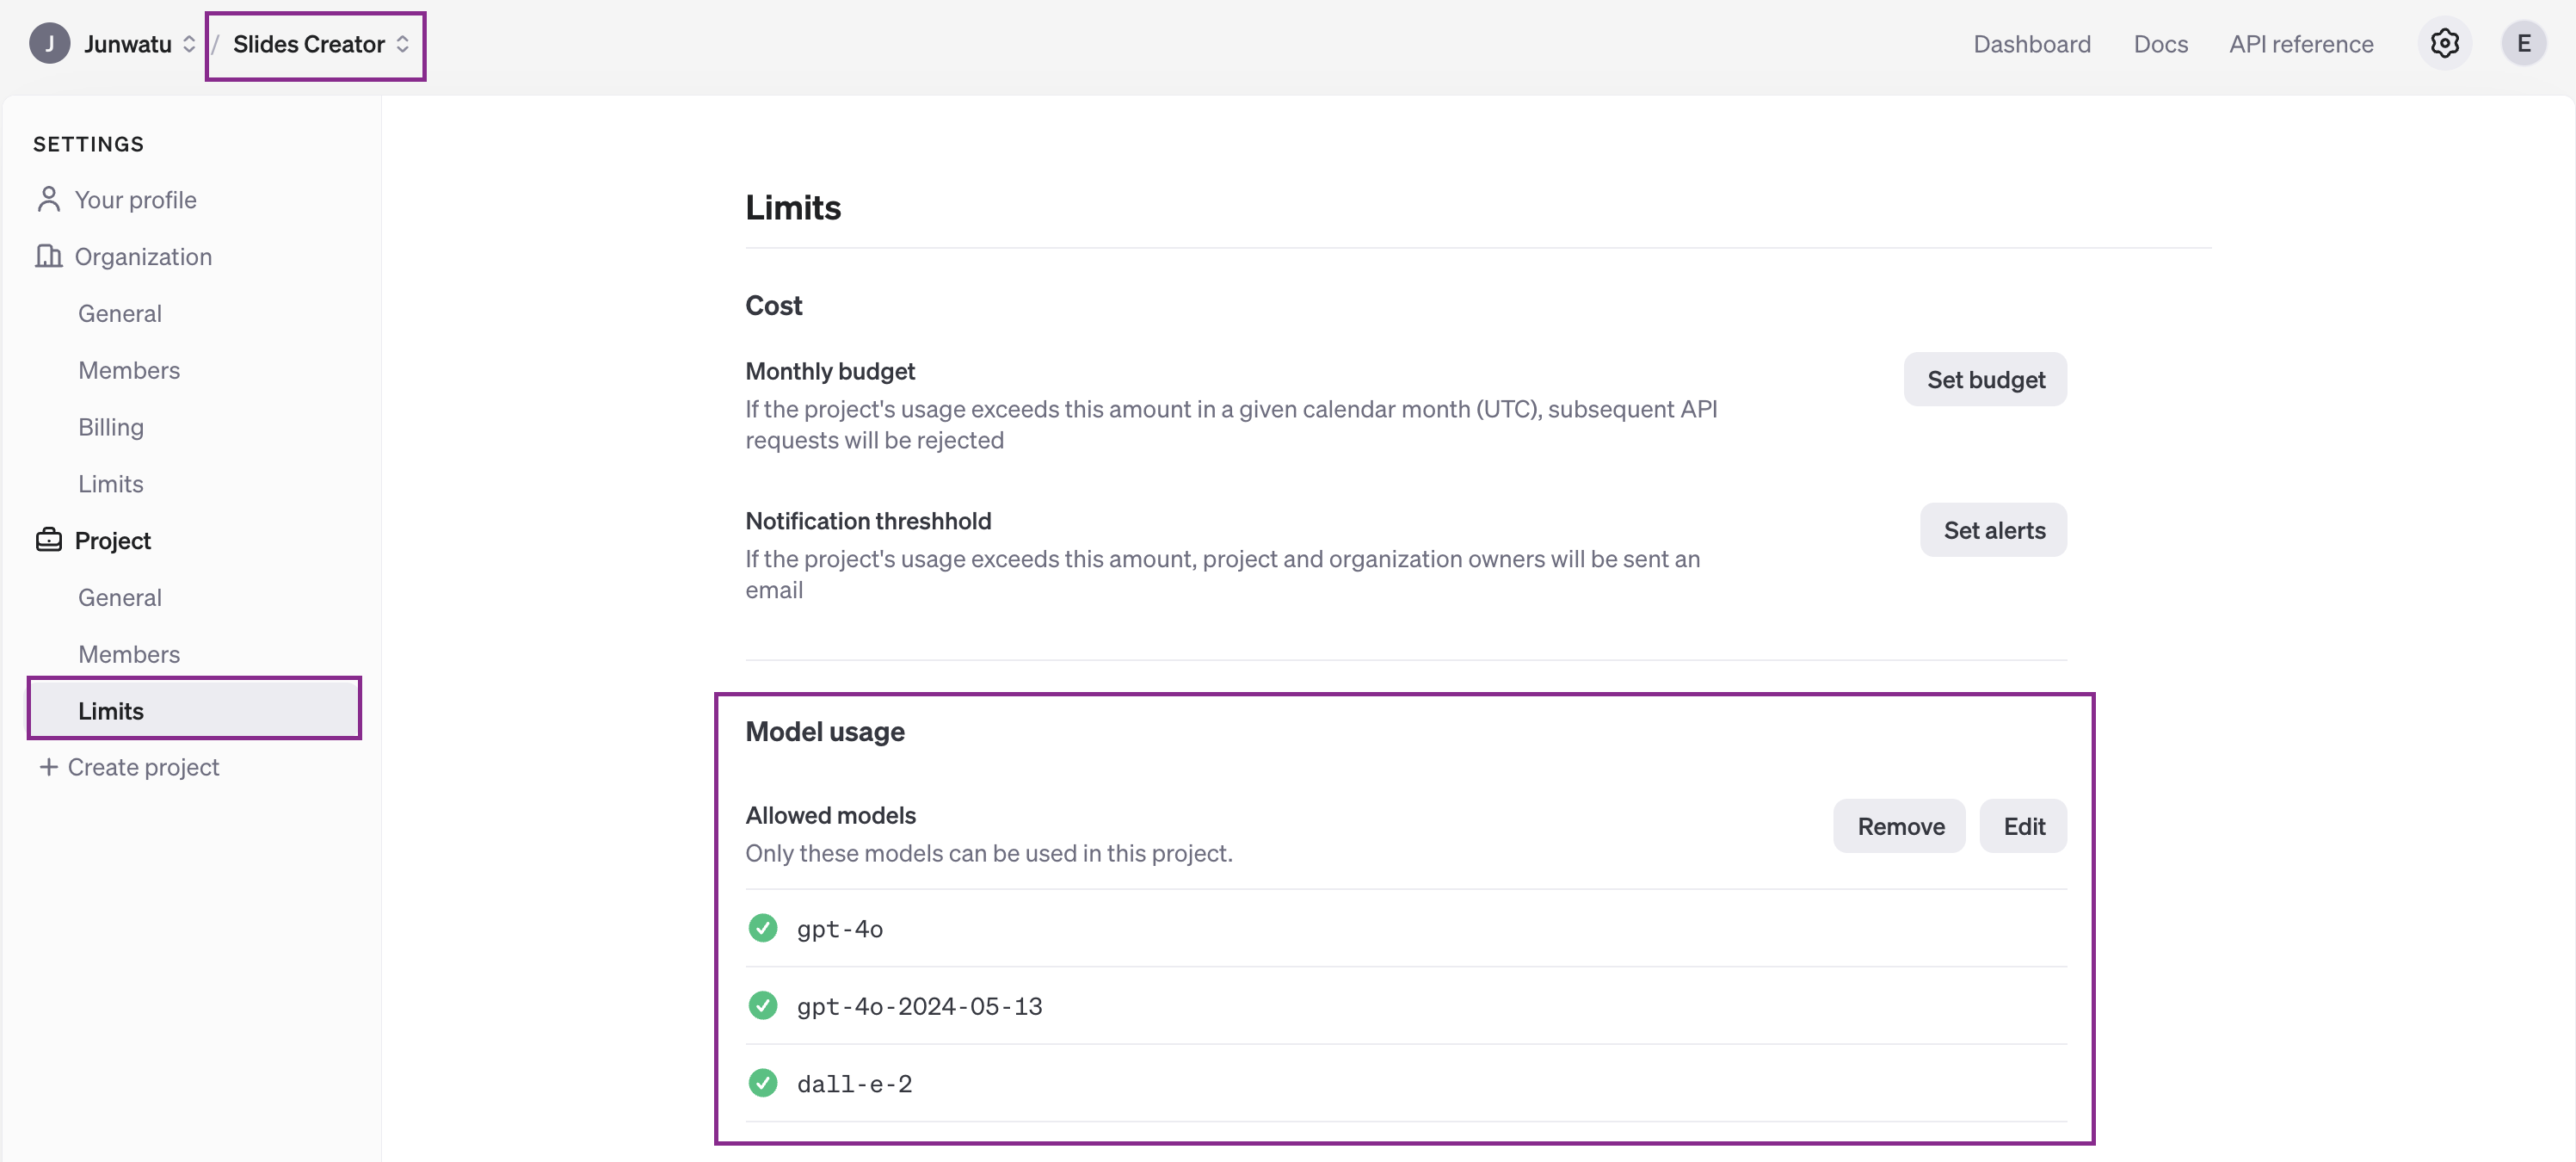 J Junwatu / Slides Creator Dashboard Docs API reference E
SETTINGS
Your profile
Organization
General
Members
Billing
Limits
Project
General
Members
Limits
+ Create project
Limits
Cost
Monthly budget
If the project's usage exceeds this amount in a given calendar month (UTC), subsequent API
requests will be rejected
Set budget
Notification threshhold
If the project's usage exceeds this amount, project and organization owners will be sent an
email
Set alerts
Model usage
Allowed models
Only these models can be used in this project.
Remove Edit
gpt-4o
gpt-4o-2024-05-13
dall-e-2